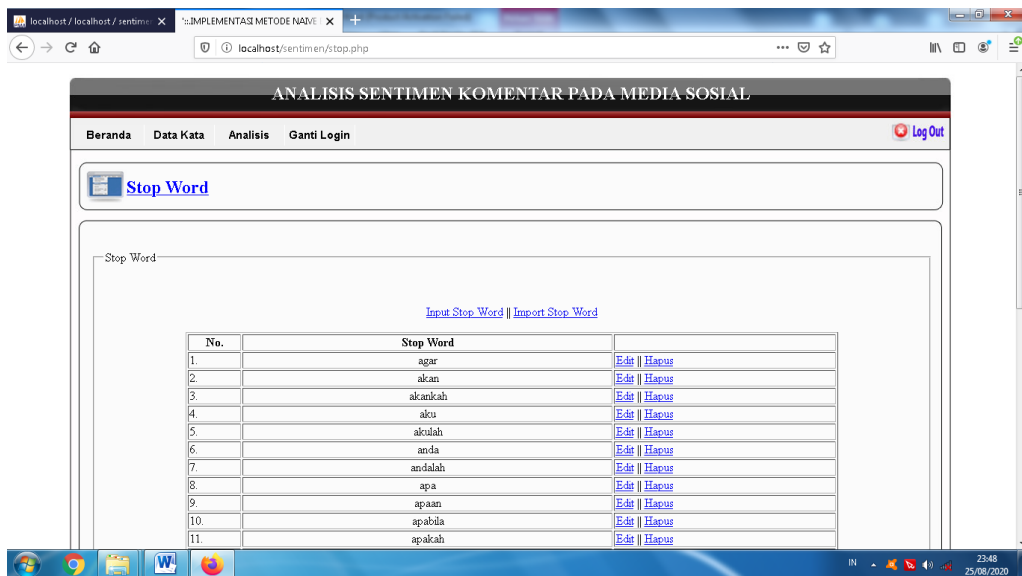 localhost / localhost / sentime
'::.IMPLEMENTASI METODE NAIVE
localhost/sentimen/stop.php
ANALISIS SENTIMEN KOMENTAR PADA MEDIA SOSIAL
Beranda Data Kata Analisis Ganti Login Log Out
Stop Word
Stop Word
Input Stop Word || Import Stop Word
No. Stop Word
1. agar Edit || Hapus
2. akan Edit || Hapus
3. akankah Edit || Hapus
4. aku Edit || Hapus
5. akulah Edit || Hapus
6. anda Edit || Hapus
7. andalah Edit || Hapus
8. apa Edit || Hapus
9. apaan Edit || Hapus
10. apabila Edit || Hapus
11. apakah Edit || Hapus
IN 23:48
25/08/2020